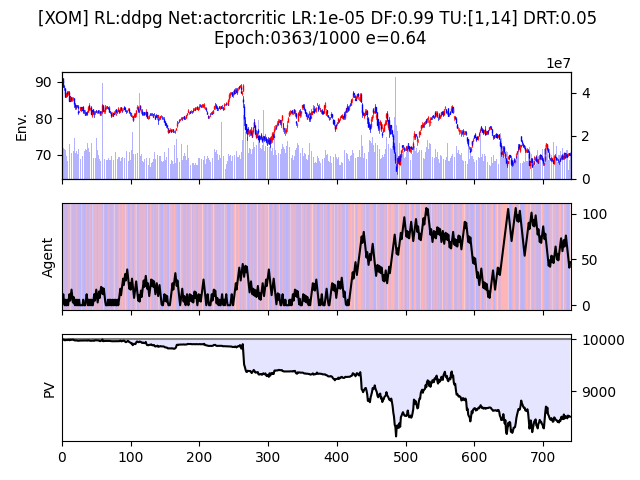 [XOM] RL:ddpg Net:actorcritic LR:1e-05 DF:0.99 TU:[1,14] DRT:0.05
Epoch:0363/1000 e=0.64
1e7
Env.
90
80
70
4
2
0
Agent
100
50
0
PV
10000
9000
0 100 200 300 400 500 600 700